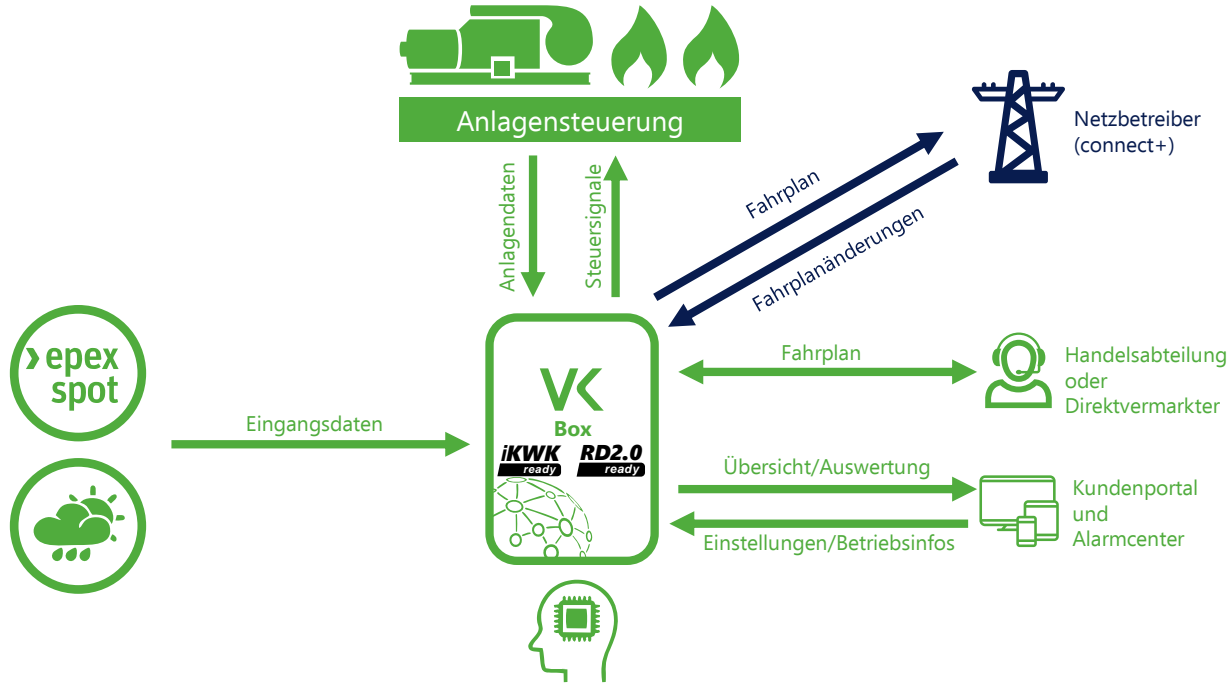 Anlagensteuerung
Netzbetreiber
(connect+)
Anlagendaten
Steuersignale
Fahrplan
Fahrplanänderungen
epex
spot
Eingangsdaten
VK
Box
iKWK
ready
RD2.0
ready
Fahrplan
Handelsabteilung
oder
Direktvermarkter
Übersicht/Auswertung
Einstellungen/Betriebsinfos
Kundenportal
und
Alarmcenter